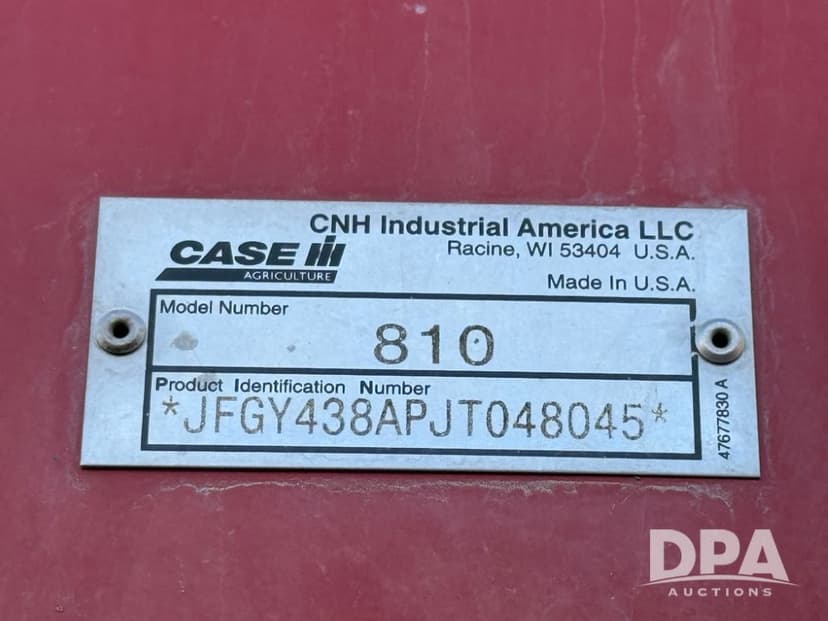 CNH Industrial America LLC
CASE IH
AGRICULTURE
Racine, WI 53404 U.S.A.
Made In U.S.A.
Model Number
810
Product Identification Number
*JFGY438APJT048045*
47677830 A
DPA
AUCTIONS